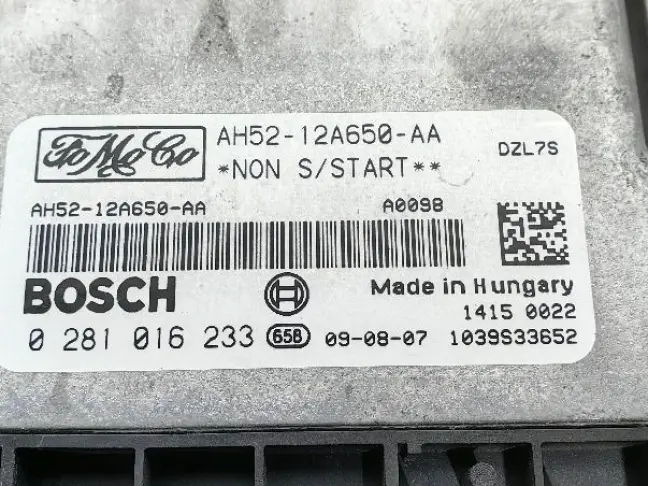 FoMoCo
AH52-12A650-AA
*NON S/START**
DZL7S
AH52-12A650-AA
A0098
BOSCH
Made in Hungary
1415 0022
0 281 016 233 65B 09-08-07 1039S33652